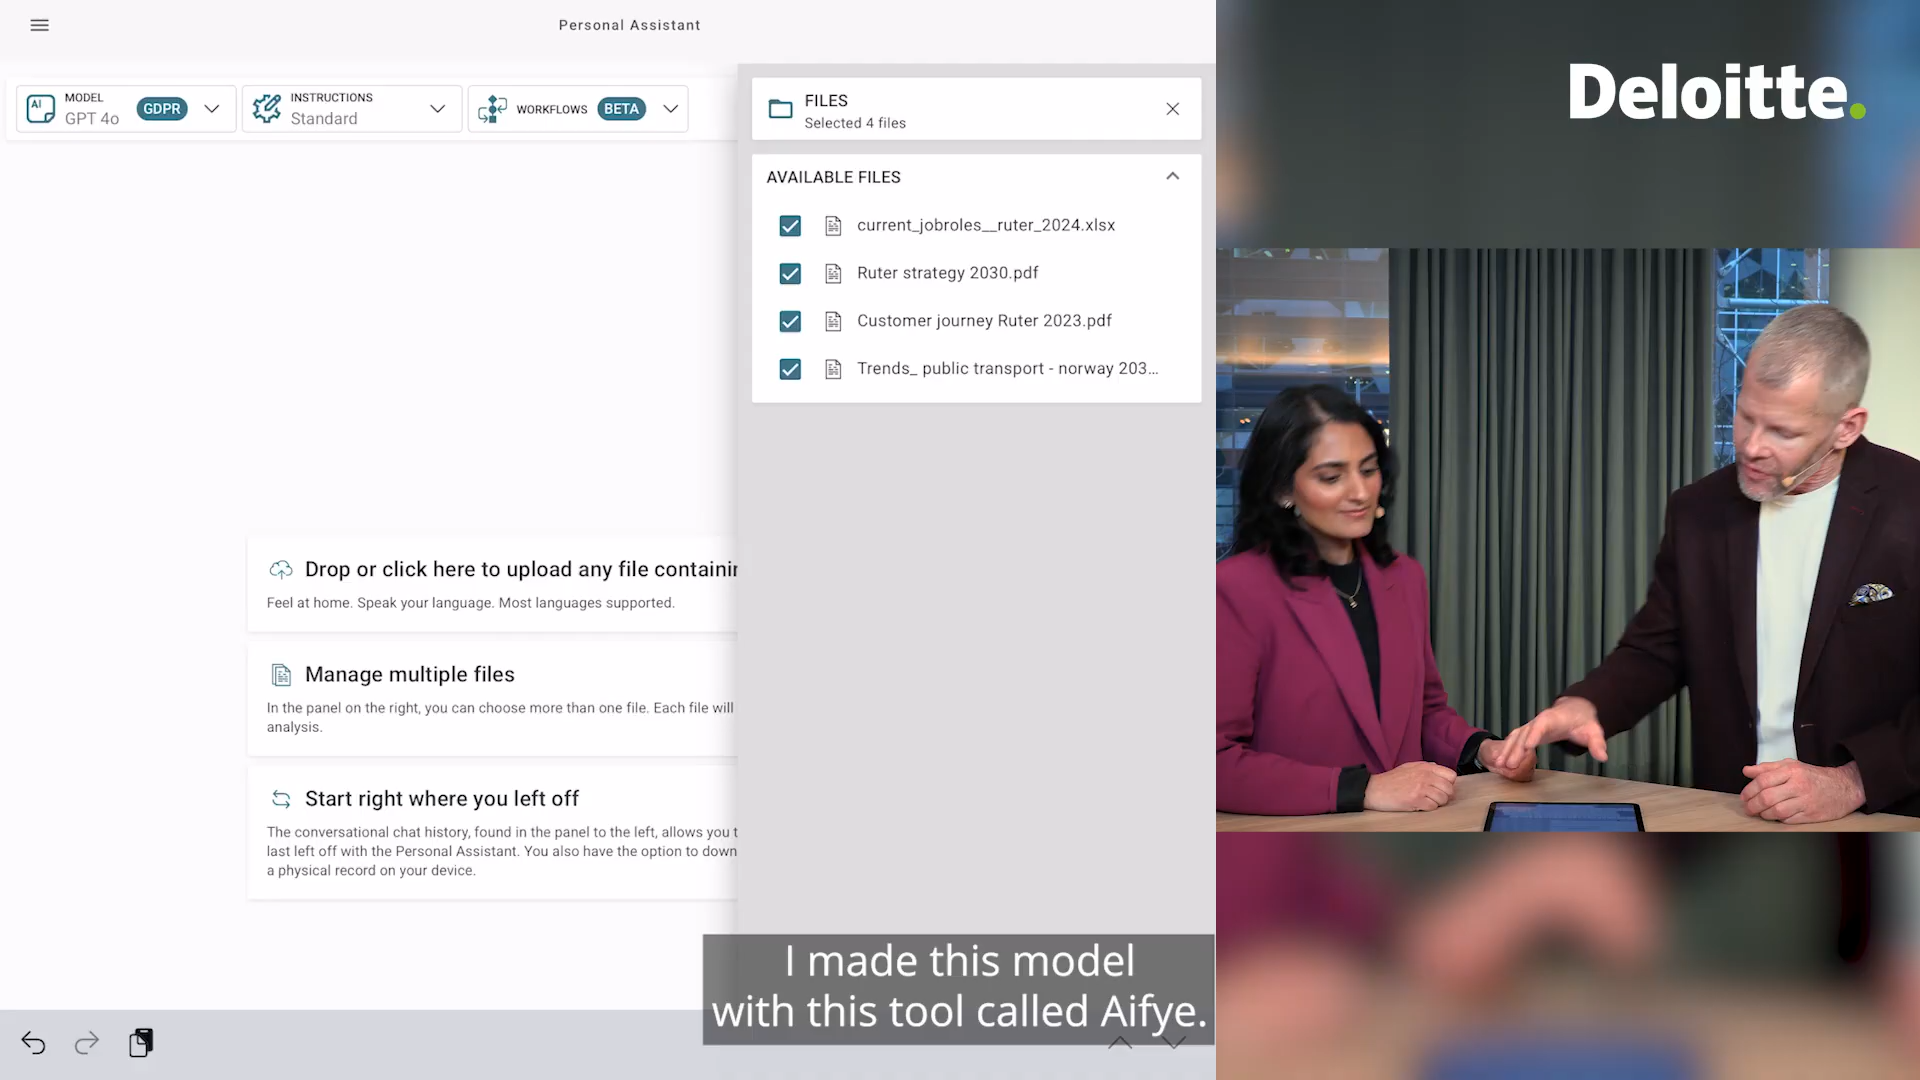 Personal Assistant
AI
MODEL
GPT 4o
GDPR
INSTRUCTIONS
Standard
WORKFLOWS
BETA
FILES
Selected 4 files
AVAILABLE FILES
current_jobroles__ruter_2024.xlsx
Ruter strategy 2030.pdf
Customer journey Ruter 2023.pdf
Trends_ public transport - norway 203...
Drop or click here to upload any file containin
Feel at home. Speak your language. Most languages supported.
Manage multiple files
In the panel on the right, you can choose more than one file. Each file will
analysis.
Start right where you left off
The conversational chat history, found in the panel to the left, allows you t
last left off with the Personal Assistant. You also have the option to down
a physical record on your device.
I made this model
with this tool called Aifye.
Deloitte.